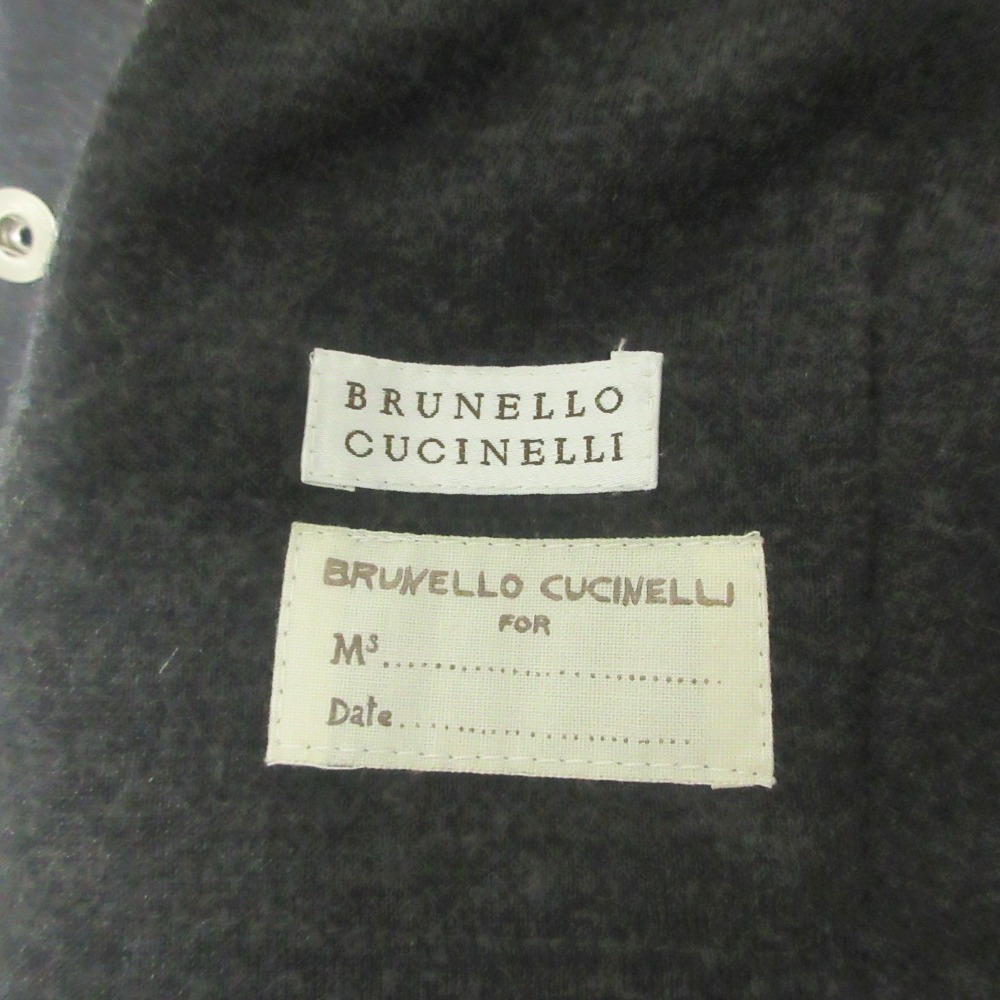 BRUNELLO
CUCINELLI
BRUNELLO CUCINELLI
FOR
Ms........................
Date........................